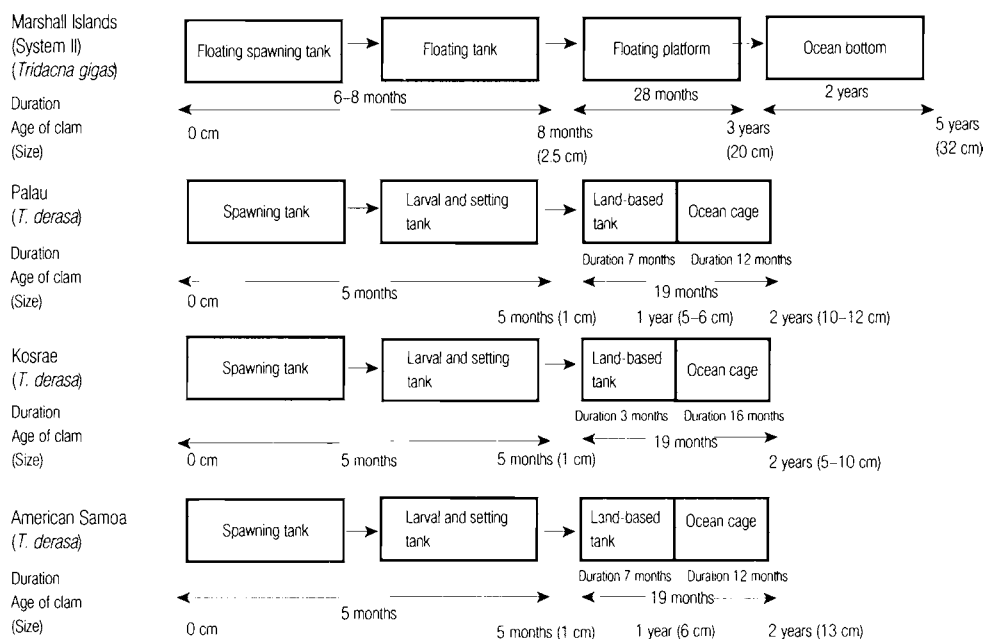 Marshall Islands
(System II)
(Tridacna gigas)
Floating spawning tank
Floating tank
Floating platform
Ocean bottom
Duration
6–8 months
28 months
2 years
Age of clam
0 cm
8 months
3 years
5 years
(Size)
(2.5 cm)
(20 cm)
(32 cm)
Palau
(T. derasa)
Spawning tank
Larval and setting
tank
Land-based
tank
Ocean cage
Duration
Duration 7 months
Duration 12 months
Age of clam
5 months
19 months
(Size)
0 cm
5 months (1 cm)
1 year (5–6 cm)
2 years (10–12 cm)
Kosrae
(T. derasa)
Spawning tank
Larval and setting
tank
Land-based
tank
Ocean cage
Duration
Duration 3 months
Duration 16 months
Age of clam
19 months
(Size)
0 cm
5 months
5 months (1 cm)
2 years (5–10 cm)
American Samoa
(T. derasa)
Spawning tank
Larval and setting
tank
Land-based
tank
Ocean cage
Duration
Duration 7 months
Duration 12 months
Age of clam
5 months
19 months
(Size)
0 cm
5 months (1 cm)
1 year (6 cm)
2 years (13 cm)